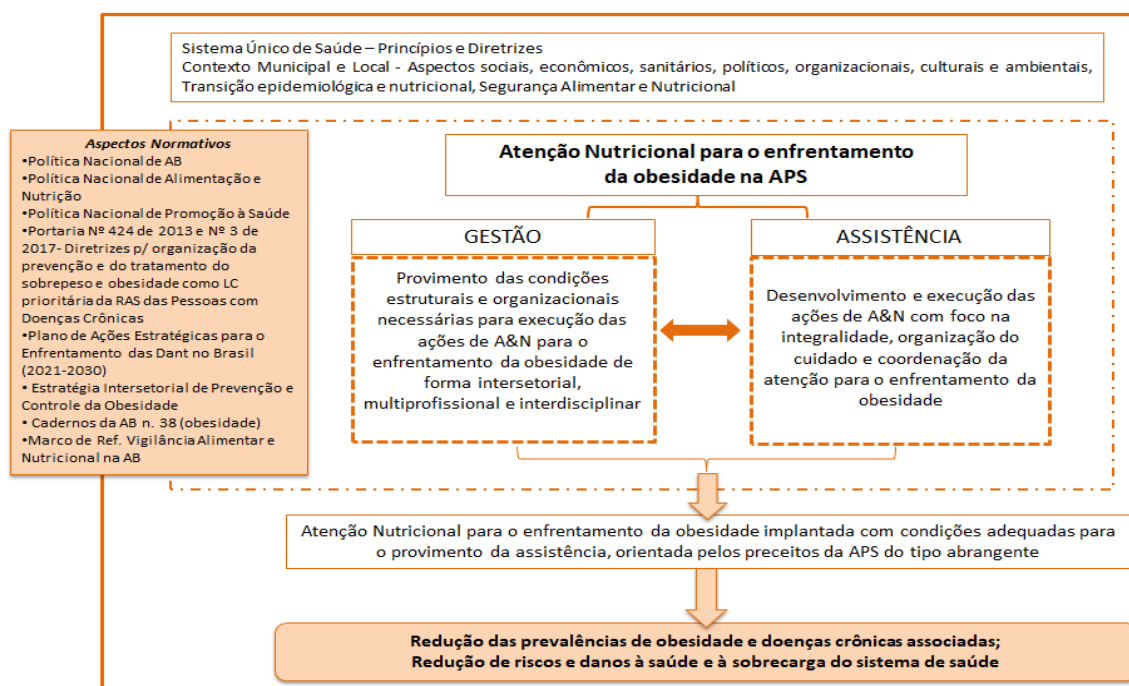 Sistema Único de Saúde – Princípios e Diretrizes
Contexto Municipal e Local - Aspectos sociais, econômicos, sanitários, políticos, organizacionais, culturais e ambientais,
Transição epidemiológica e nutricional, Segurança Alimentar e Nutricional
Aspectos Normativos
•Política Nacional de AB
•Política Nacional de Alimentação e
Nutrição
•Política Nacional de Promoção à Saúde
•Portaria Nº 424 de 2013 e Nº 3 de
2017- Diretrizes p/ organização da
prevenção e do tratamento do
sobrepeso e obesidade como LC
prioritária da RAS das Pessoas com
Doenças Crônicas
•Plano de Ações Estratégicas para o
Enfrentamento das Dant no Brasil
(2021-2030)
• Estratégia Intersetorial de Prevenção e
Controle da Obesidade
• Cadernos da AB n. 38 (obesidade)
•Marco de Ref. Vigilância Alimentar e
Nutricional na AB
Atenção Nutricional para o enfrentamento
da obesidade na APS
GESTÃO
Provimento das condições
estruturais e organizacionais
necessárias para execução das
ações de A&N para o
enfrentamento da obesidade de
forma intersetorial,
multiprofissional e interdisciplinar
ASSISTÊNCIA
Desenvolvimento e execução das
ações de A&N com foco na
integralidade, organização do
cuidado e coordenação da
atenção para o enfrentamento da
obesidade
Atenção Nutricional para o enfrentamento da obesidade implantada com condições adequadas para
o provimento da assistência, orientada pelos preceitos da APS do tipo abrangente
Redução das prevalências de obesidade e doenças crônicas associadas;
Redução de riscos e danos à saúde e à sobrecarga do sistema de saúde